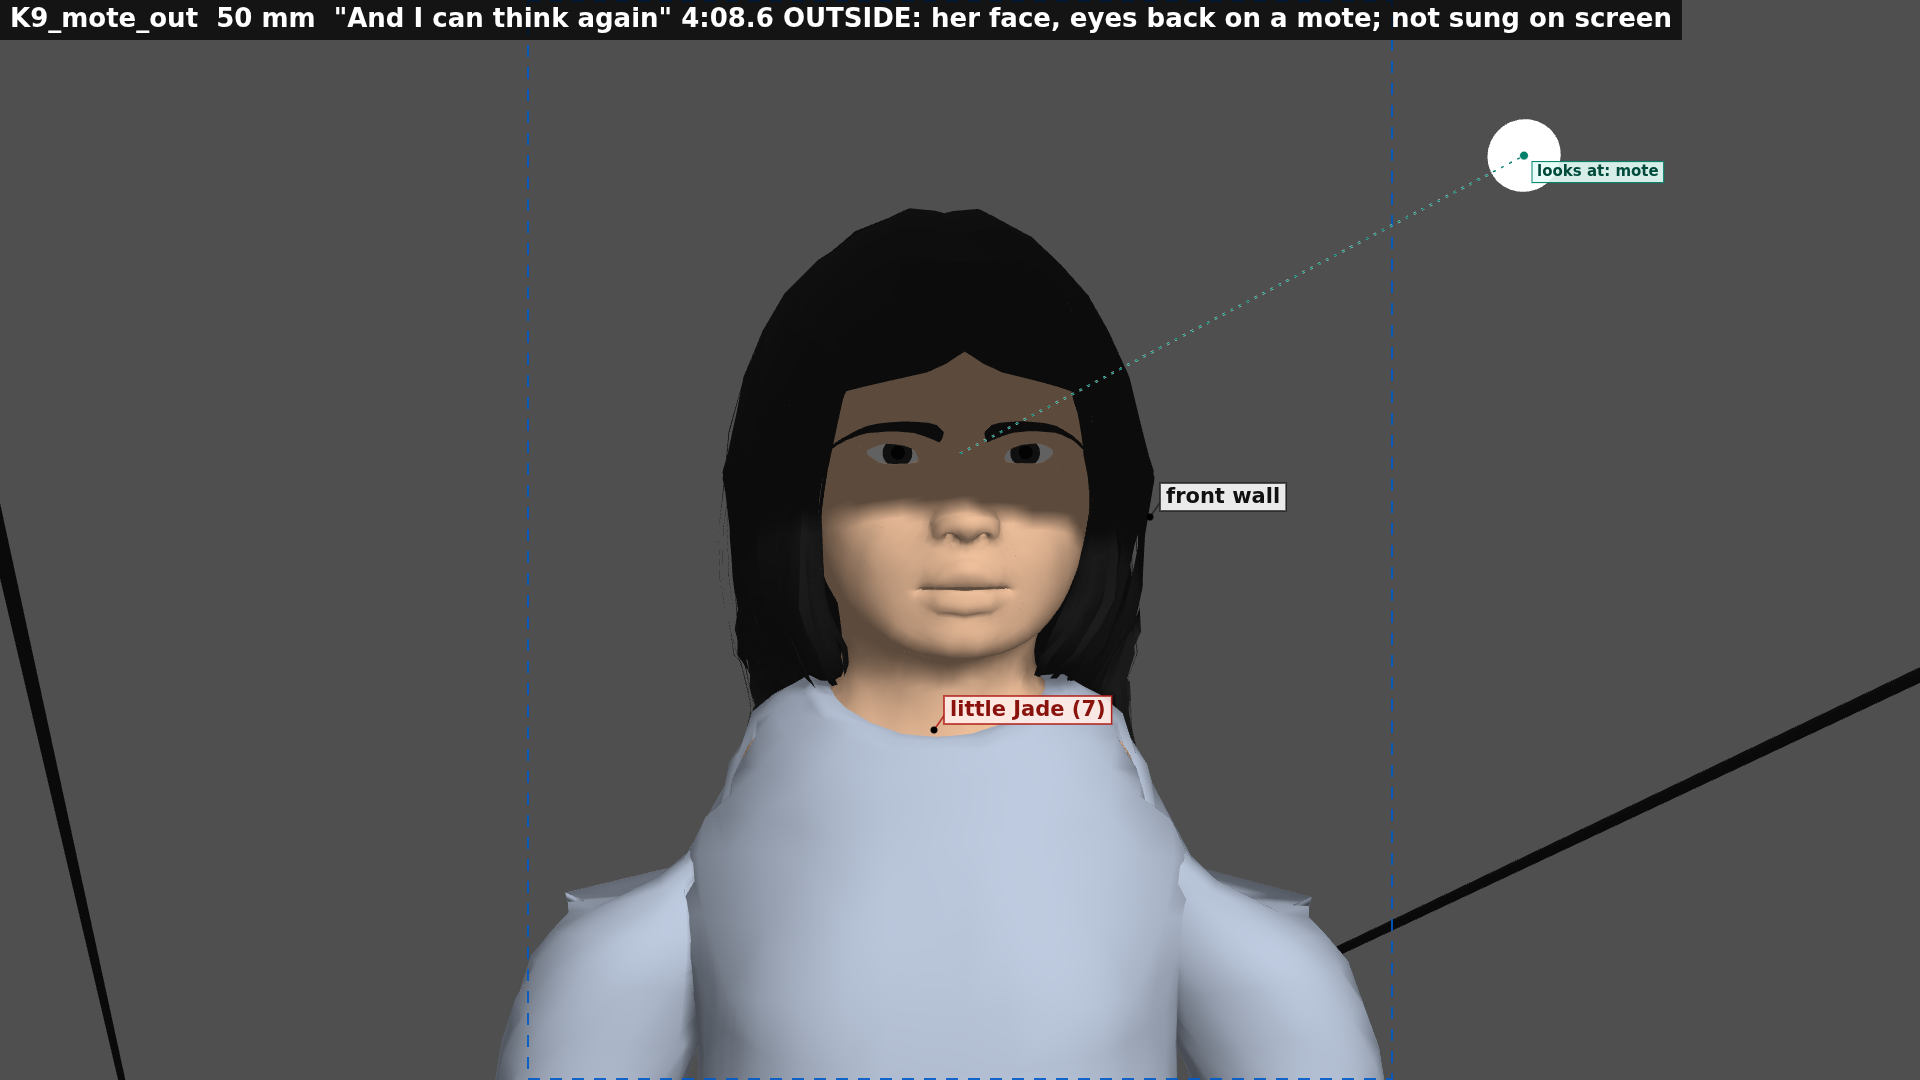 K9_mote_out  50 mm  "And I can think again" 4:08.6 OUTSIDE: her face, eyes back on a mote; not sung on screen
looks at: mote
front wall
little Jade (7)